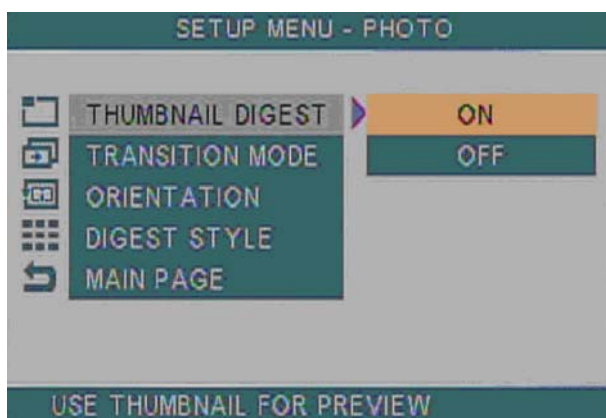 SETUP MENU - PHOTO
THUMBNAIL DIGEST ON
TRANSITION MODE OFF
ORIENTATION
DIGEST STYLE
MAIN PAGE
USE THUMBNAIL FOR PREVIEW